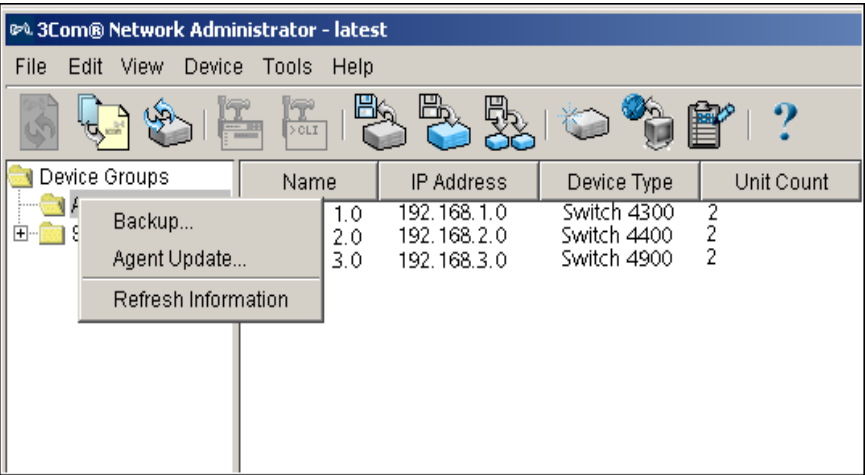 3Com® Network Administrator - latest
File Edit View Device Tools Help
>CLI
?
Device Groups
Name IP Address Device Type Unit Count
1.0 192.168.1.0 Switch 4300 2
2.0 192.168.2.0 Switch 4400 2
3.0 192.168.3.0 Switch 4900 2
Backup...
Agent Update...
Refresh Information